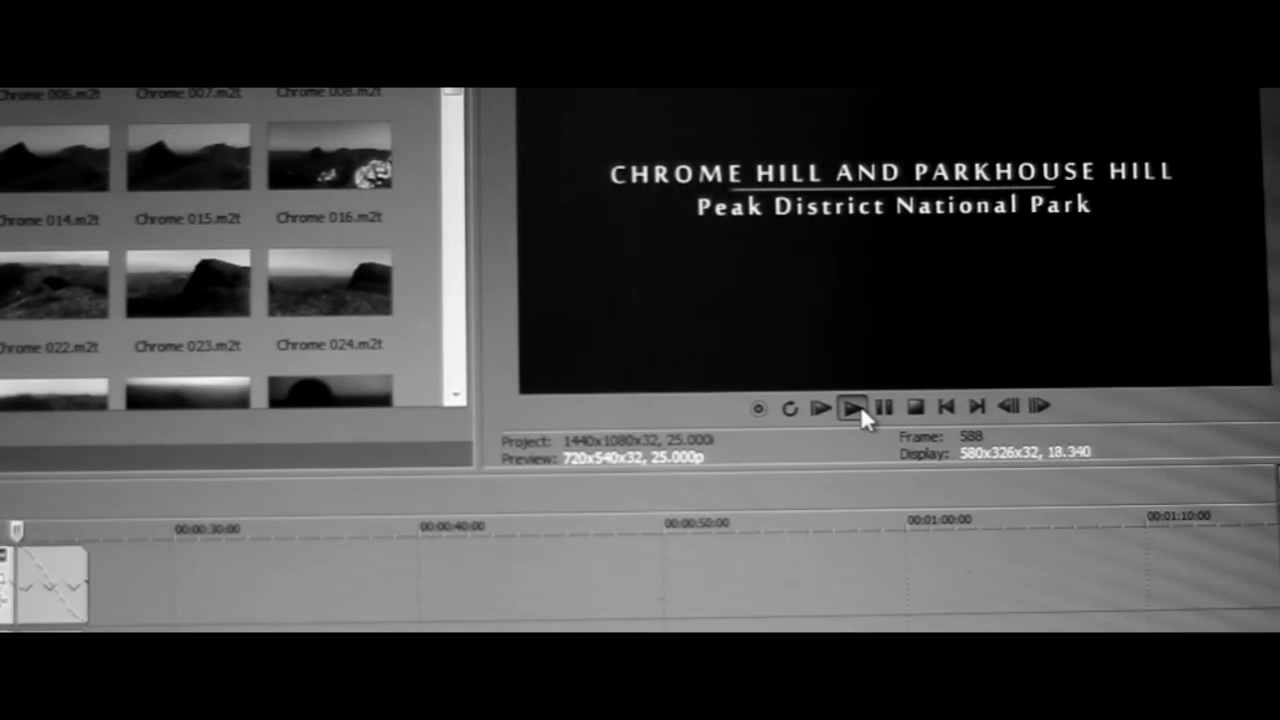 Chrome 006.m2t Chrome 007.m2t Chrome 008.m2t
Chrome 014.m2t Chrome 015.m2t Chrome 016.m2t
Chrome 022.m2t Chrome 023.m2t Chrome 024.m2t
CHROME HILL AND PARKHOUSE HILL
Peak District National Park
Project: 1440x1080x32, 25.000i
Preview: 720x540x32, 25.000p
Frame: 588
Display: 580x326x32, 18.340
00:00:30:00 00:00:40:00 00:00:50:00 00:01:00:00 00:01:10:00